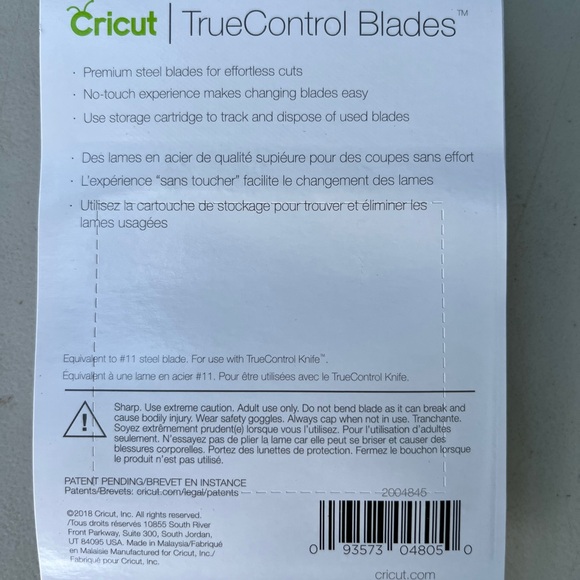 Cricut | TrueControl Blades™
· Premium steel blades for effortless cuts
· No-touch experience makes changing blades easy
· Use storage cartridge to track and dispose of used blades
· Des lames en acier de qualité supiéure pour des coupes sans effort
· L'expérience "sans toucher" facilite le changement des lames
· Utilisez la cartouche de stockage pour trouver et éliminer les
lames usagées
Equivalent to #11 steel blade. For use with TrueControl Knife™.
Équivalent à une lame en acier #11. Pour être utilisées avec le TrueControl Knife.
Sharp. Use extreme caution. Adult use only. Do not bend blade as it can break and
cause bodily injury. Wear safety goggles. Always cap when not in use. Tranchante.
Soyez extrêmement prudent(e) lorsque vous l'utilisez. Pour l'utilisation d'adultes
seulement. N'essayez pas de plier la lame car elle peut se briser et causer des
blessures corporelles. Portez des lunettes de protection. Fermez le bouchon lorsque
le produit n'est pas utilisé.
PATENT PENDING/BREVET EN INSTANCE
Patents/Brevets: cricut.com/legal/patents
2004845
©2018 Cricut, Inc. All rights reserved.
/Tous droits réservés 10855 South River
Front Parkway, Suite 300, South Jordan,
UT 84095 USA. Made in Malaysia/Fabriqué
en Malaisie Manufactured for Cricut, Inc./
Fabriqué pour Cricut, Inc.
0 93573 04805 0
cricut.com